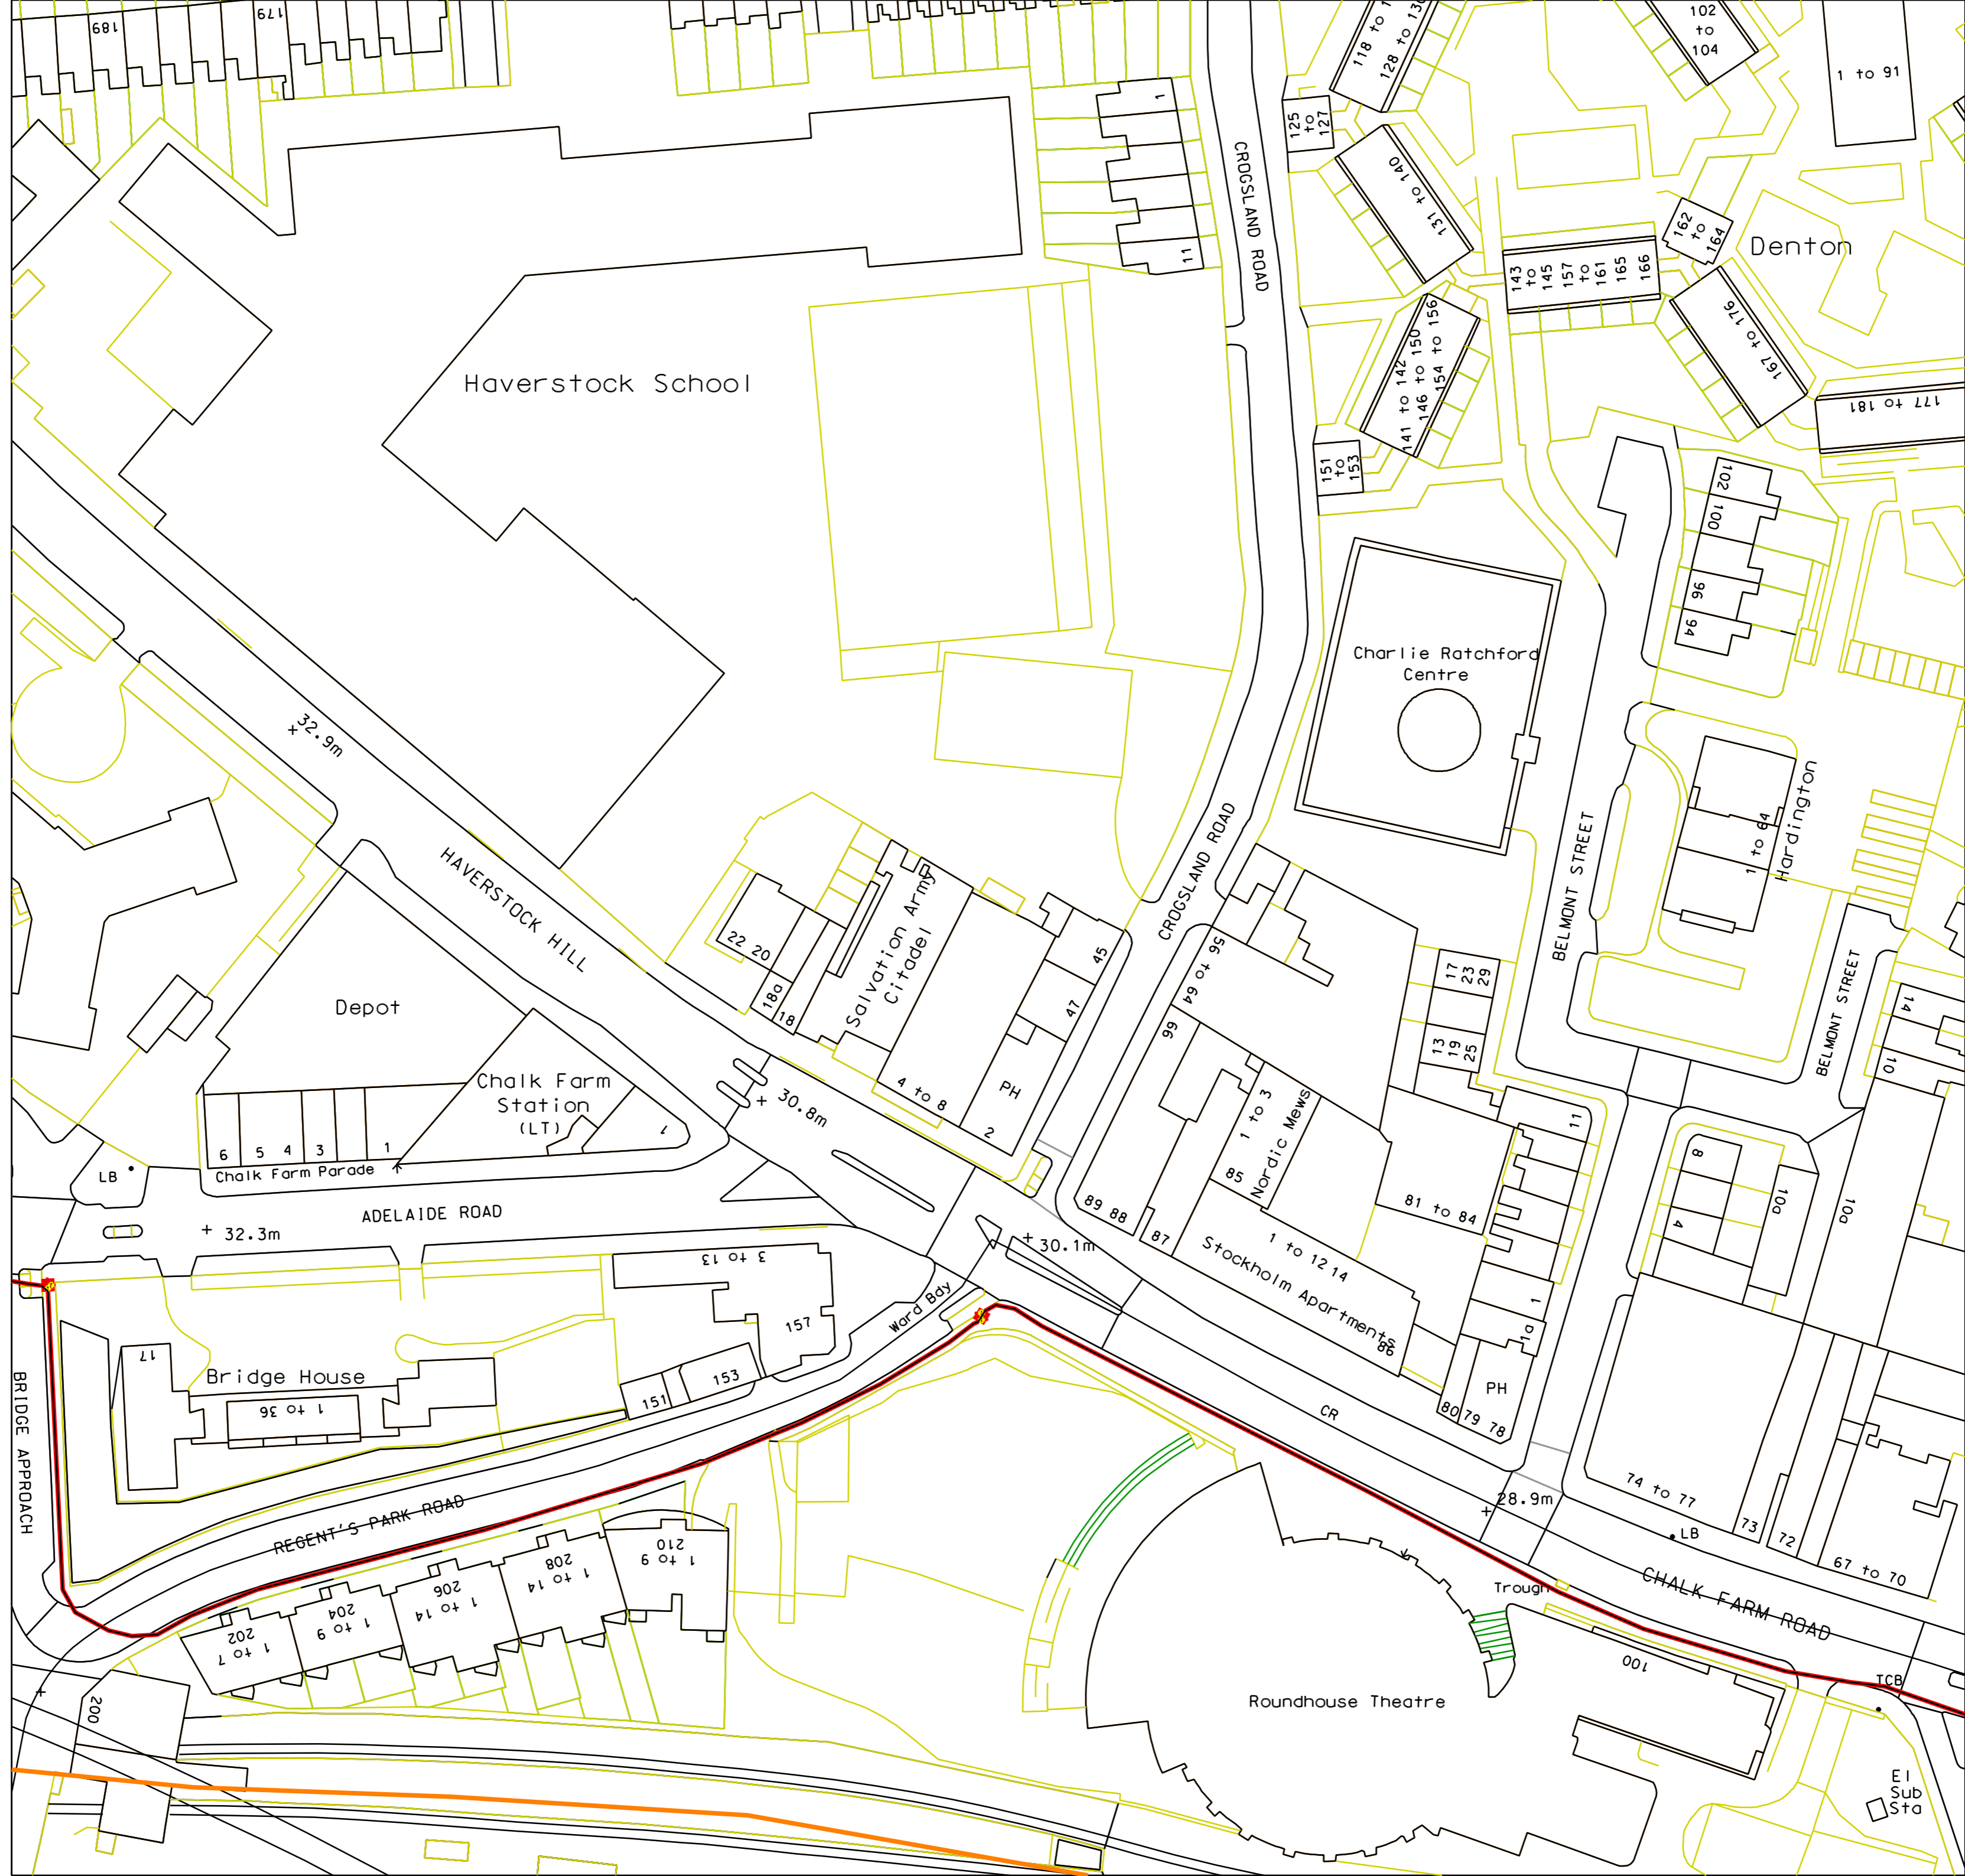 189
179
1
11
CROGSLAND ROAD
118 to 1
128 to 130
125
to
127
131 to 140
102
to
104
1 to 91
162
to
164
Denton
143
to
145
157
to
161
165
166
167 to 176
177 to 181
141 to 142
146 to 150
154 to 156
151
to
153
Haverstock School
102
100
96
94
Charlie Ratchford
Centre
32.9m
HAVERSTOCK HILL
CROGSLAND ROAD
BELMONT STREET
1 to 64
Hardington
BELMONT STREET
22 20
18a
18
Salvation Army
Citadel
45
47
4 to 8
PH
2
56 to 64
66
17
23
29
13
19
25
14
10
Depot
Chalk Farm
Station
(LT)
1
6
5
4
3
1
Chalk Farm Parade
LB
30.8m
1 to 3
Nordic Mews
85
89 88
87
81 to 84
11
8
4
10a
10a
32.3m
ADELAIDE ROAD
30.1m
1 to 12 14
Stockholm Apartments
86
1
1a
PH
80
79
78
3 to 13
157
Ward Bdy
153
151
17
Bridge House
1 to 36
BRIDGE APPROACH
REGENT'S PARK ROAD
CR
28.9m
74 to 77
LB
73
72
67 to 70
CHALK FARM ROAD
Trough
210
1 to 9
208
1 to 14
206
1 to 14
204
1 to 9
202
1 to 7
200
Roundhouse Theatre
100
TCB
El
Sub
Sta